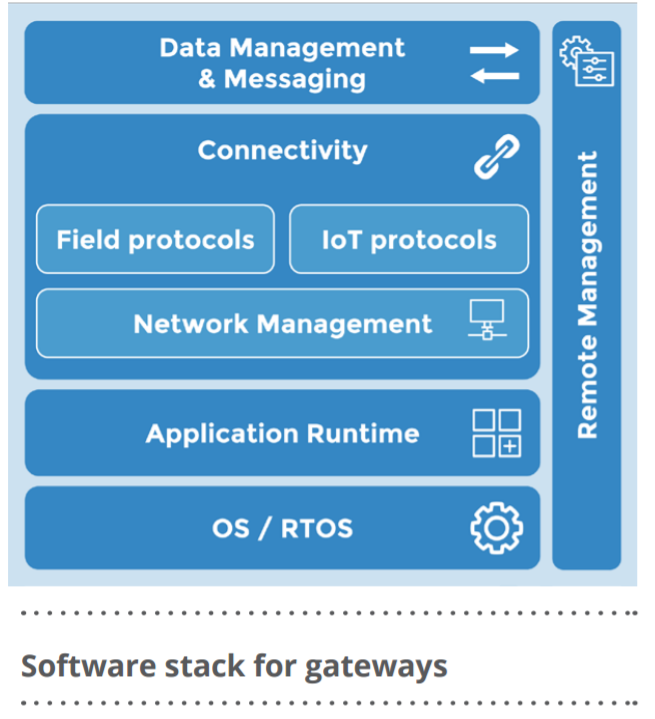 Data Management
& Messaging
Connectivity
Field protocols
IoT protocols
Network Management
Application Runtime
OS / RTOS
Remote Management
Software stack for gateways